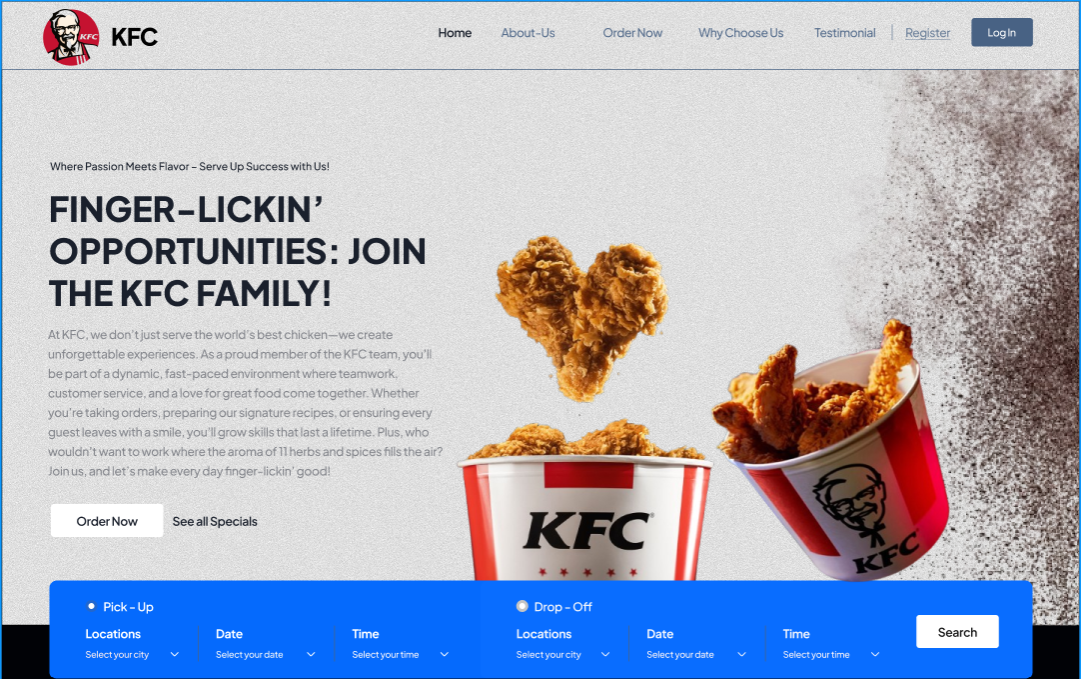 KFC
KFC
Home
About-Us
Order Now
Why Choose Us
Testimonial
Register
Log In
Where Passion Meets Flavor – Serve Up Success with Us!
FINGER-LICKIN’
OPPORTUNITIES: JOIN
THE KFC FAMILY!
At KFC, we don’t just serve the world’s best chicken—we create
unforgettable experiences. As a proud member of the KFC team, you’ll
be part of a dynamic, fast-paced environment where teamwork,
customer service, and a love for great food come together. Whether
you’re taking orders, preparing our signature recipes, or ensuring every
guest leaves with a smile, you’ll grow skills that last a lifetime. Plus, who
wouldn’t want to work where the aroma of 11 herbs and spices fills the air?
Join us, and let’s make every day finger-lickin’ good!
Order Now
See all Specials
KFC
KFC
Pick - Up
Locations
Select your city
Date
Select your date
Time
Select your time
Drop - Off
Locations
Select your city
Date
Select your date
Time
Select your time
Search